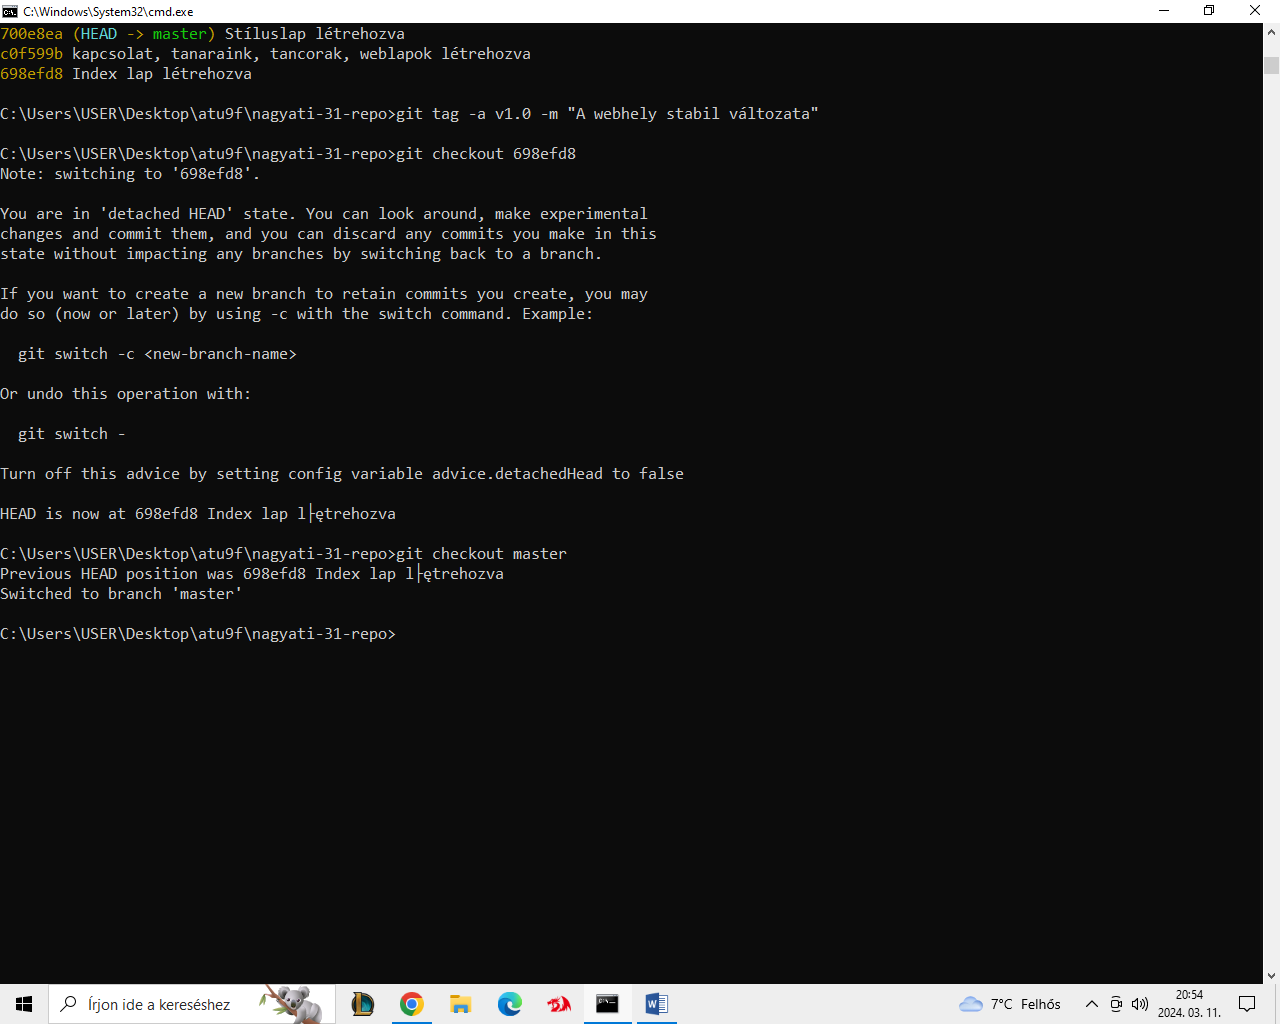 C:\Windows\System32\cmd.exe
700e8ea (HEAD -> master) Stíluslap létrehozva
c0f599b kapcsolat, tanaraink, tancorak, weblapok létrehozva
698efd8 Index lap létrehozva
C:\Users\USER\Desktop\atu9f\nagyati-31-repo>git tag -a v1.0 -m "A webhely stabil változata"
C:\Users\USER\Desktop\atu9f\nagyati-31-repo>git checkout 698efd8
Note: switching to '698efd8'.
You are in 'detached HEAD' state. You can look around, make experimental
changes and commit them, and you can discard any commits you make in this
state without impacting any branches by switching back to a branch.
If you want to create a new branch to retain commits you create, you may
do so (now or later) by using -c with the switch command. Example:
git switch -c <new-branch-name>
Or undo this operation with:
git switch -
Turn off this advice by setting config variable advice.detachedHead to false
HEAD is now at 698efd8 Index lap l├ętrehozva
C:\Users\USER\Desktop\atu9f\nagyati-31-repo>git checkout master
Previous HEAD position was 698efd8 Index lap l├ętrehozva
Switched to branch 'master'
C:\Users\USER\Desktop\atu9f\nagyati-31-repo>
Írjon ide a kereséshez
7°C Felhős
20:54
2024. 03. 11.